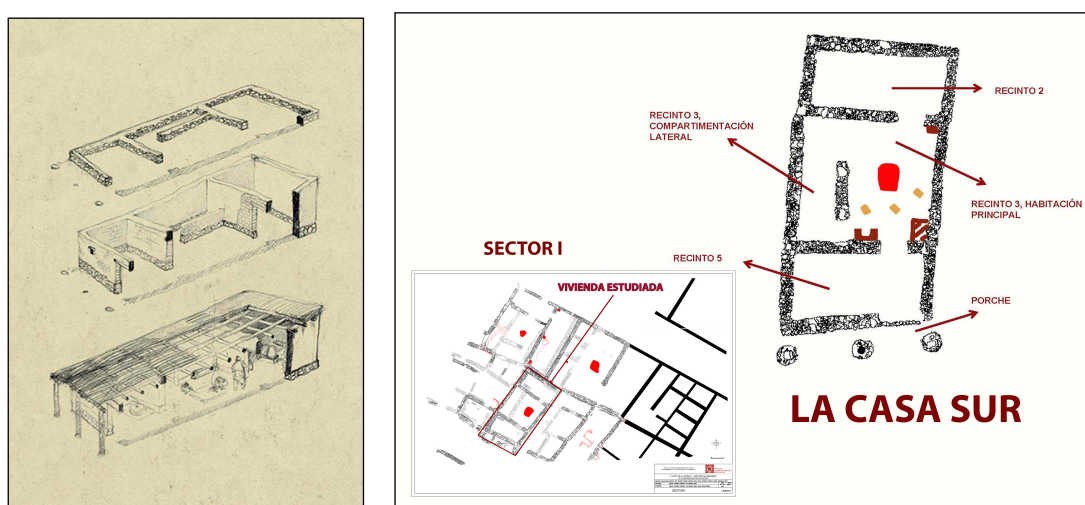 RECINTO 2
RECINTO 3,
COMPARTIMENTACIÓN
LATERAL
RECINTO 3, HABITACIÓN
PRINCIPAL
SECTOR I
RECINTO 5
VIVIENDA ESTUDIADA
PORCHE
LA CASA SUR
SECTOR I